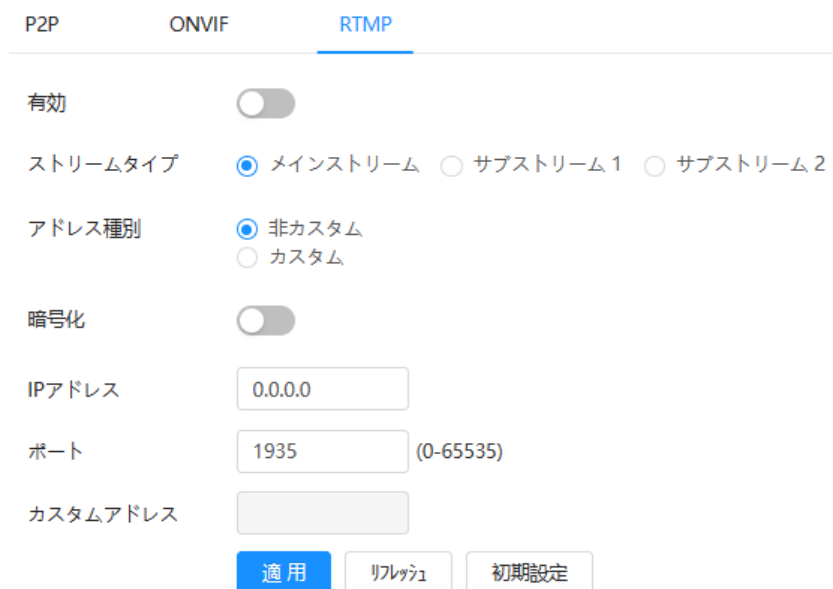 P2P ONVIF RTMP
有効
ストリームタイプ メインストリーム サブストリーム 1 サブストリーム 2
アドレス種別 非カスタム
カスタム
暗号化
IPアドレス 0.0.0.0
ポート 1935 (0-65535)
カスタムアドレス
適用 ﾘﾌﾚｯｼｭ 初期設定